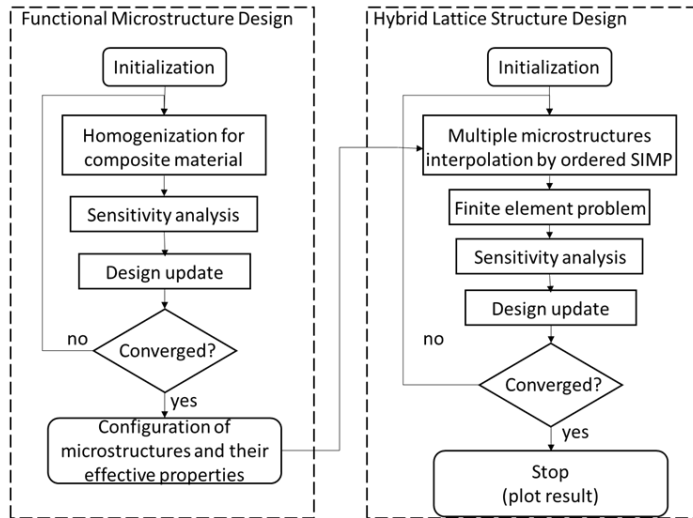 Functional Microstructure Design
Initialization
Homogenization for
composite material
Sensitivity analysis
Design update
no
Converged?
yes
Configuration of
microstructures and their
effective properties
Hybrid Lattice Structure Design
Initialization
Multiple microstructures
interpolation by ordered SIMP
Finite element problem
Sensitivity analysis
Design update
no
Converged?
yes
Stop
(plot result)